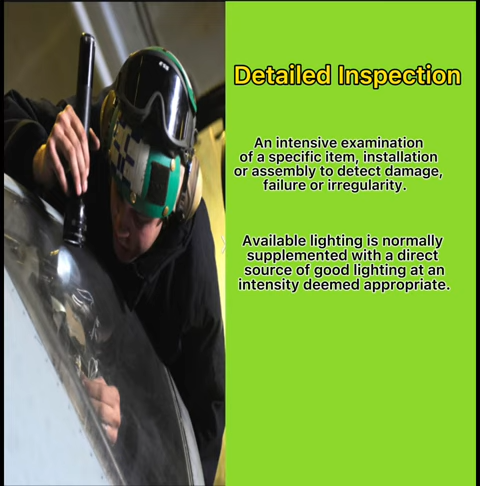 Detailed Inspection
An intensive examination
of a specific item, installation
or assembly to detect damage,
failure or irregularity.
Available lighting is normally
supplemented with a direct
source of good lighting at an
intensity deemed appropriate.